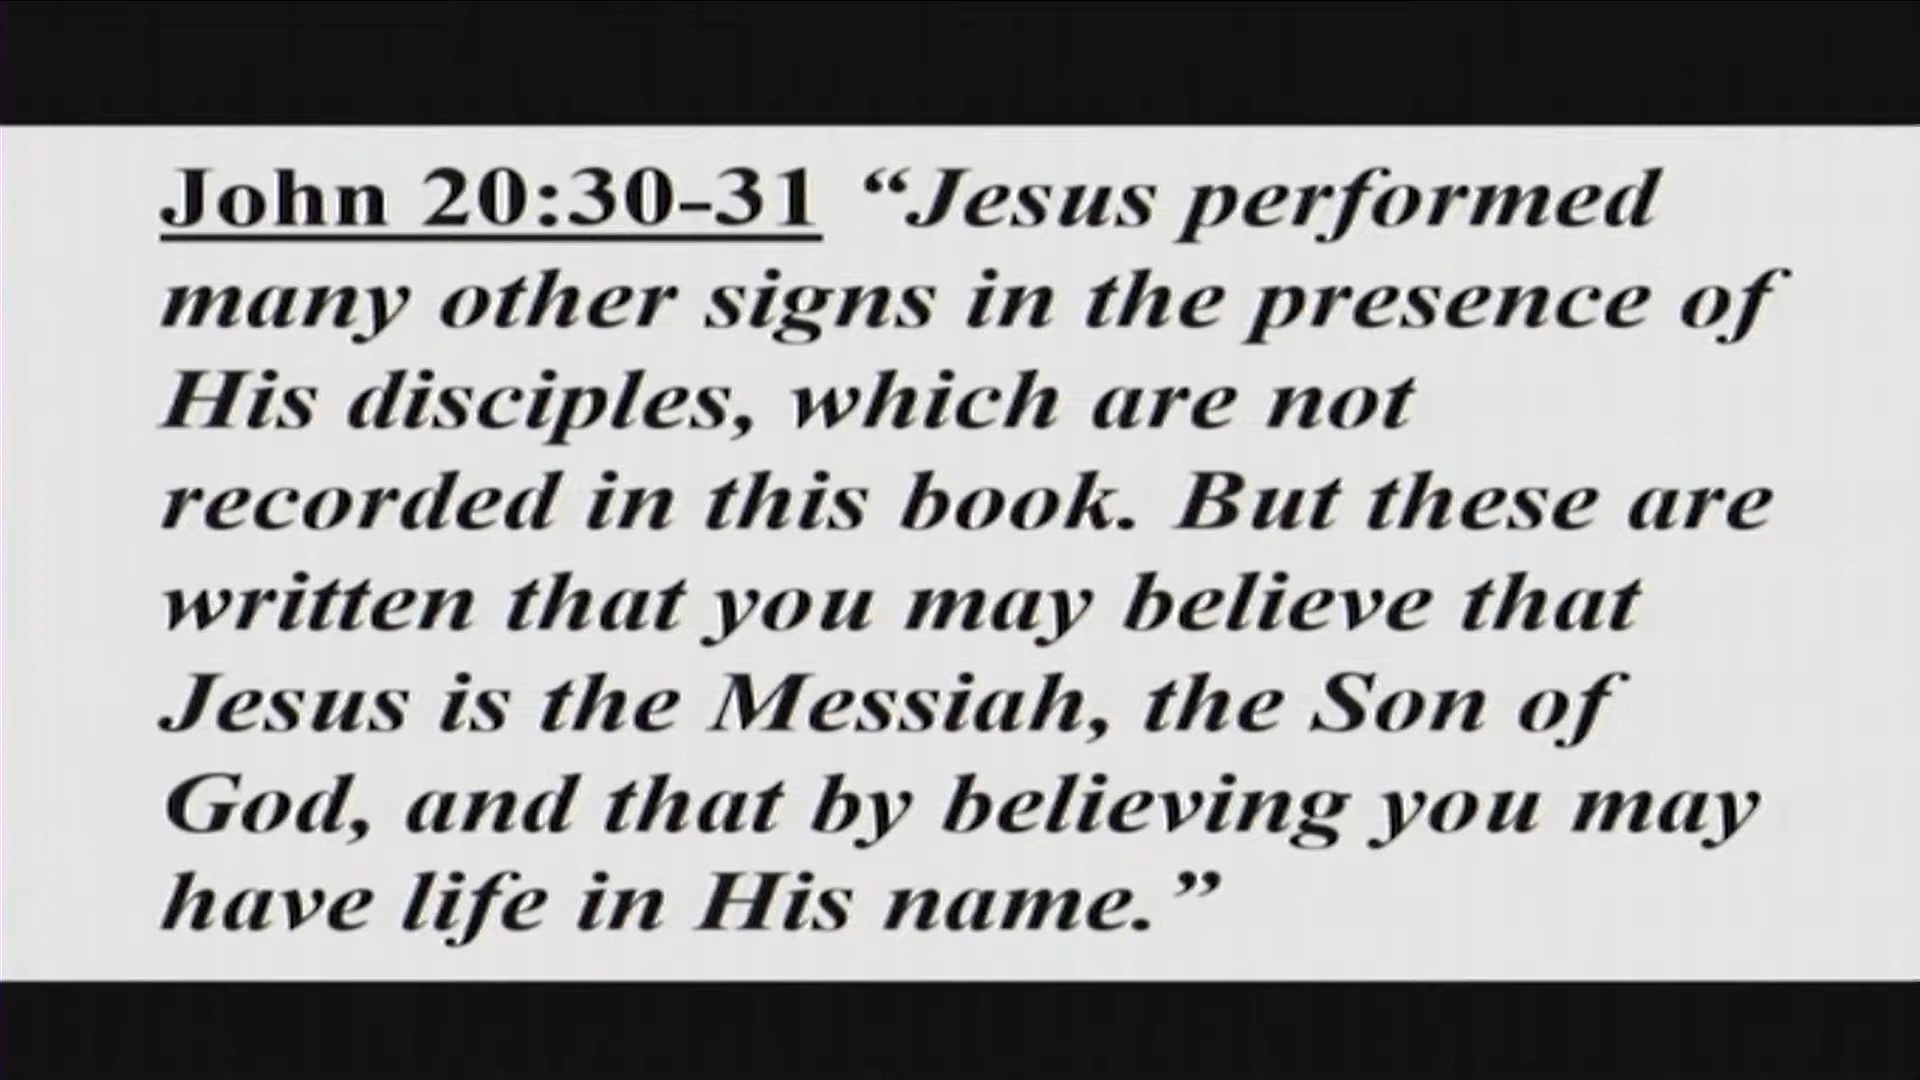 John 20:30-31 “Jesus performed
many other signs in the presence of
His disciples, which are not
recorded in this book. But these are
written that you may believe that
Jesus is the Messiah, the Son of
God, and that by believing you may
have life in His name.”